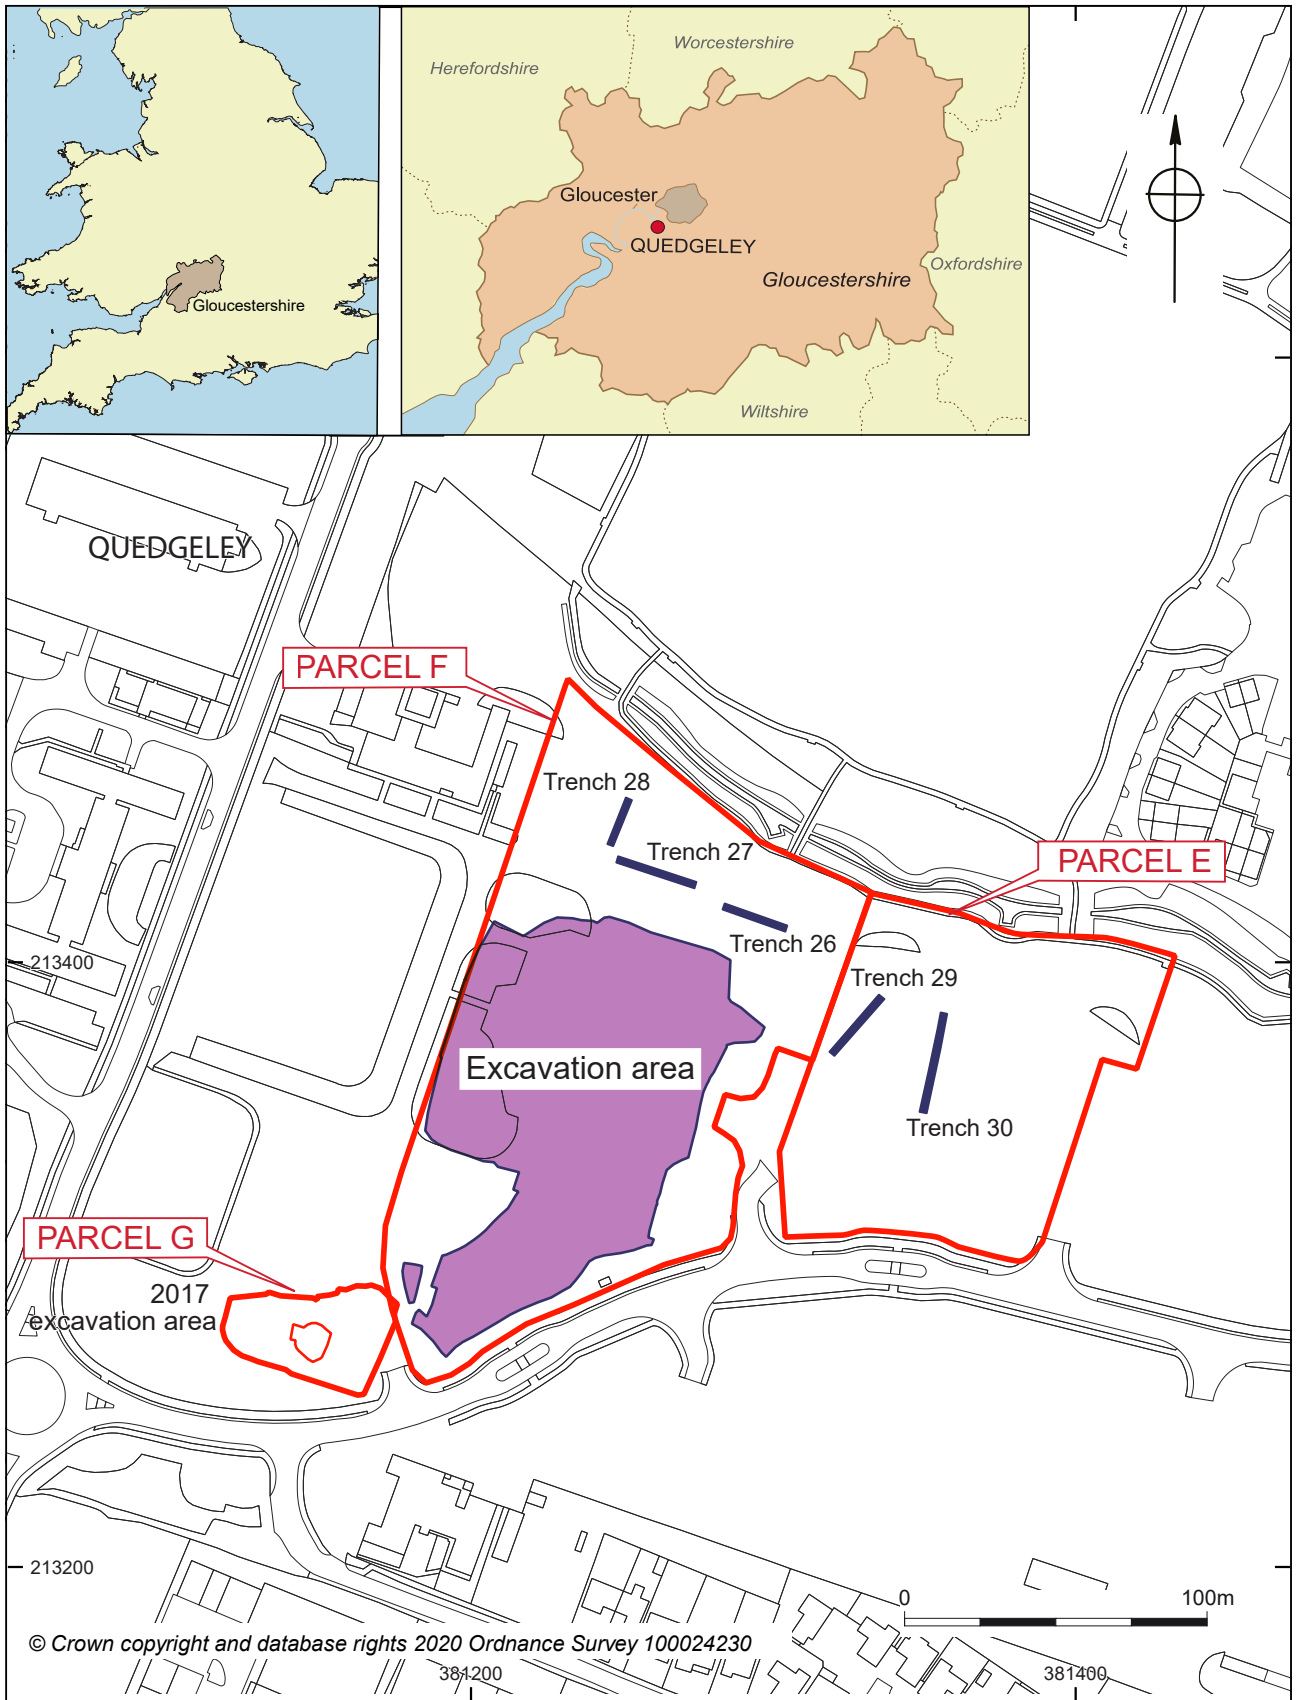 Worcestershire
Herefordshire
Gloucester
QUEDGELEY
Oxfordshire
Gloucestershire
Gloucestershire
Wiltshire
QUEDGELEY
PARCEL F
Trench 28
Trench 27
PARCEL E
Trench 26
213400
Trench 29
Excavation area
Trench 30
PARCEL G
2017
excavation area
213200
0
100m
© Crown copyright and database rights 2020 Ordnance Survey 100024230
381200
381400